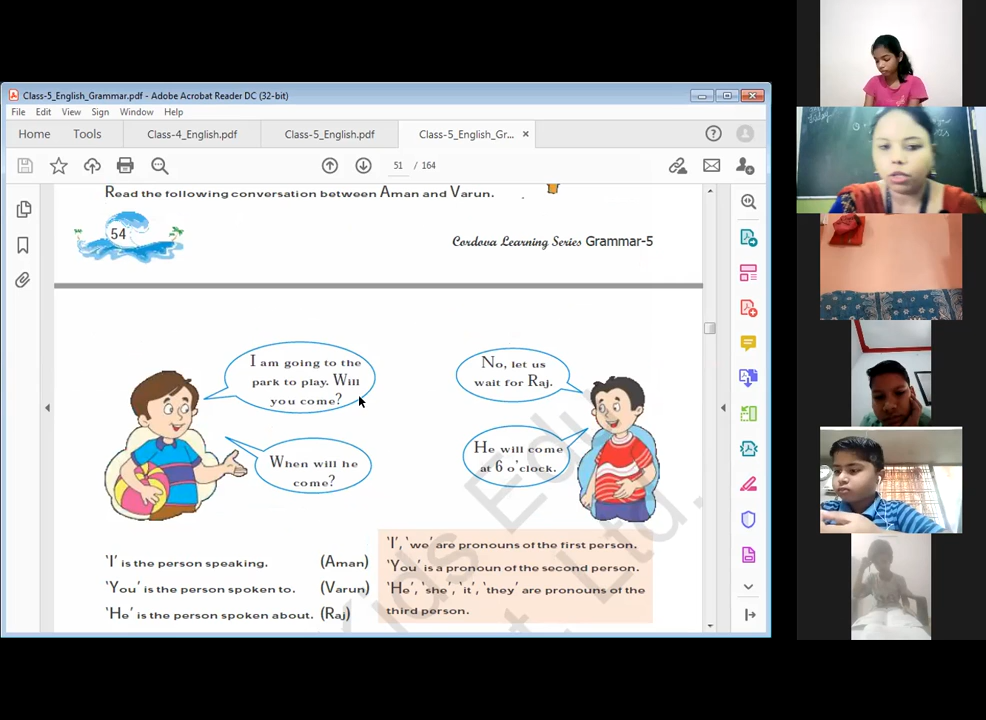 Class-5_English_Grammar.pdf - Adobe Acrobat Reader DC (32-bit)
File Edit View Sign Window Help
Home Tools Class-4_English.pdf Class-5_English.pdf Class-5_English_Gr... ×
51 / 164
Read the following conversation between Aman and Varun.
54
Cordova Learning Series Grammar-5
I am going to the
park to play. Will
you come?
No, let us
wait for Raj.
When will he
come?
He will come
at 6 o'clock.
'I' is the person speaking. (Aman)
'You' is the person spoken to. (Varun)
'He' is the person spoken about. (Raj)
'I', 'we' are pronouns of the first person.
'You' is a pronoun of the second person.
'He', 'she', 'it', 'they' are pronouns of the
third person.